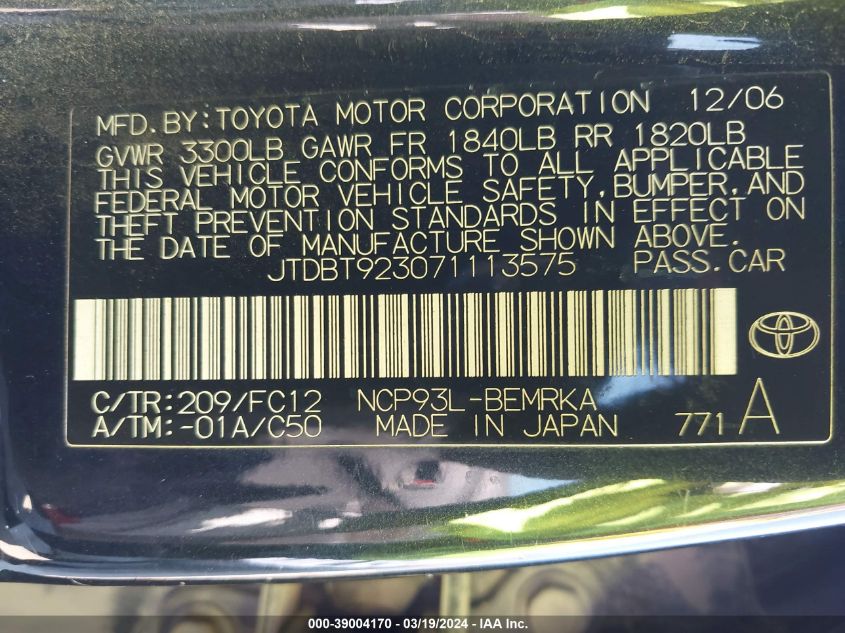 MFD.BY:TOYOTA MOTOR CORPORATION 12/06
GVWR 3300LB GAWR FR 1840LB RR 1820LB
THIS VEHICLE CONFORMS TO ALL APPLICABLE
FEDERAL MOTOR VEHICLE SAFETY,BUMPER,AND
THEFT PREVENTION STANDARDS IN EFFECT ON
THE DATE OF MANUFACTURE SHOWN ABOVE.
JTDBT923071113575 PASS.CAR
C/TR:209/FC12 NCP93L-BEMRKA
A/TM:-01A/C50 MADE IN JAPAN 771 A
000-39004170 - 03/19/2024 - IAA Inc.